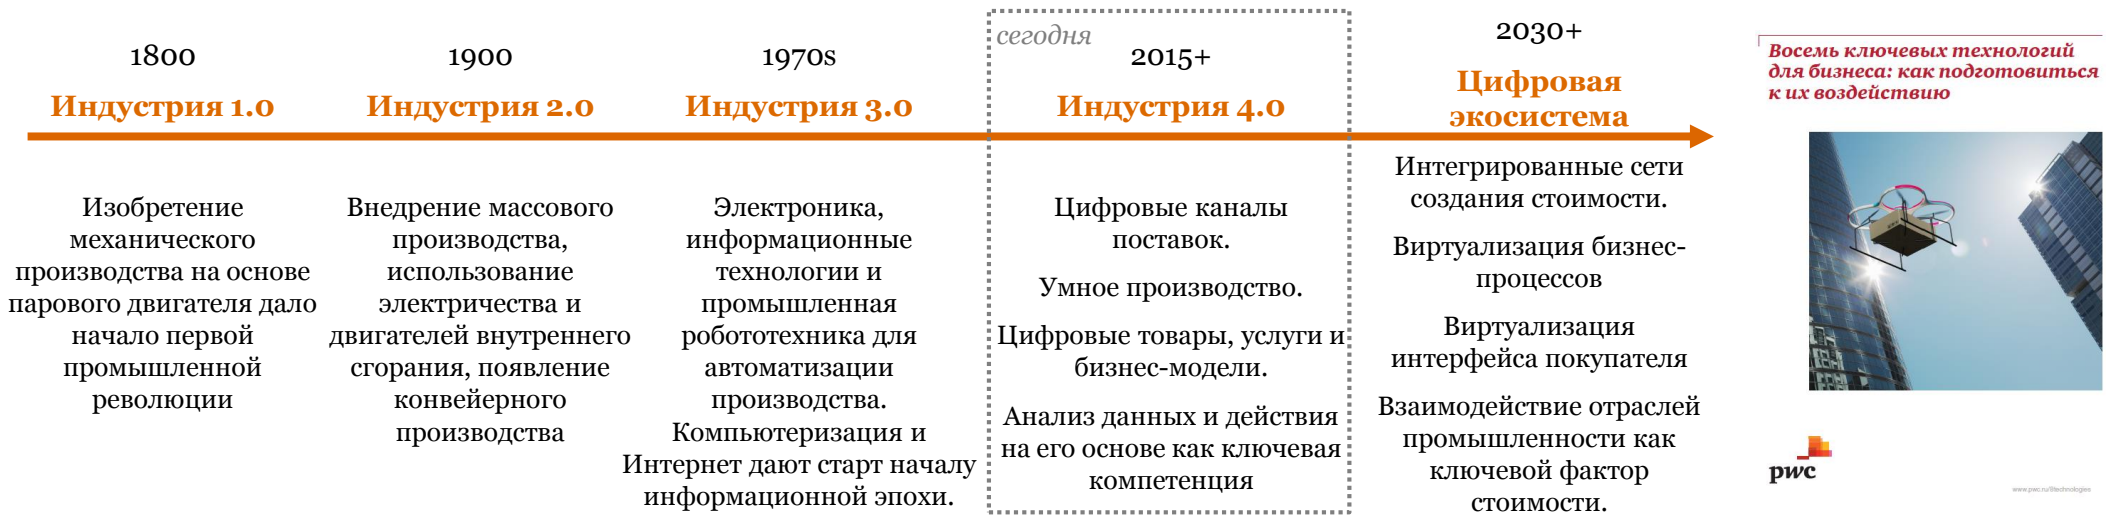 1800
Индустрия 1.0
Изобретение
механического
производства на основе
парового двигателя дало
начало первой
промышленной
революции
1900
Индустрия 2.0
Внедрение массового
производства,
использование
электричества и
двигателей внутреннего
сгорания, появление
конвейерного
производства
1970s
Индустрия 3.0
Электроника,
информационные
технологии и
промышленная
робототехника для
автоматизации
производства.
Компьютеризация и
Интернет дают старт началу
информационной эпохи.
сегодня
2015+
Индустрия 4.0
Цифровые каналы
поставок.
Умное производство.
Цифровые товары, услуги и
бизнес-модели.
Анализ данных и действия
на его основе как ключевая
компетенция
2030+
Цифровая
экосистема
Интегрированные сети
создания стоимости.
Виртуализация бизнес-
процессов
Виртуализация
интерфейса покупателя
Взаимодействие отраслей
промышленности как
ключевой фактор
стоимости.
Восемь ключевых технологий
для бизнеса: как подготовиться
к их воздействию
pwc
www.pwc.ru/8technologies